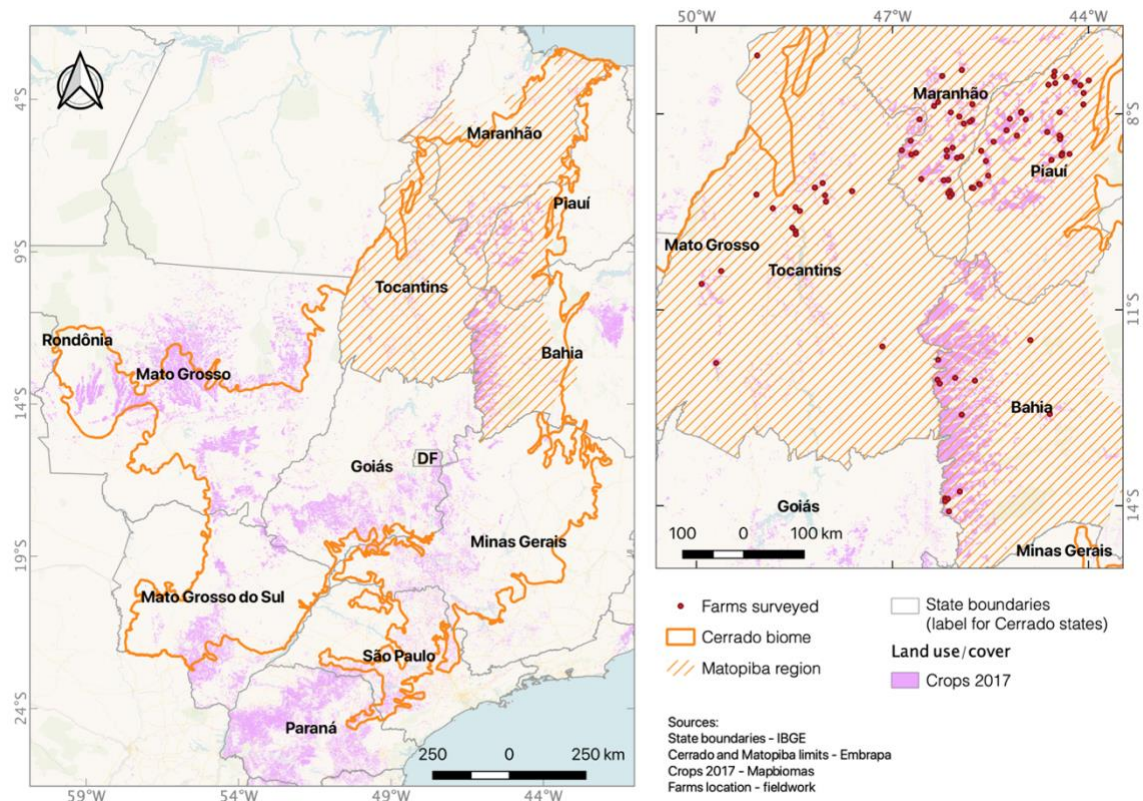 4°S
9°S
14°S
19°S
24°S
59°W
54°W
49°W
44°W
Maranhão
Piauí
Tocantins
Bahia
Rondônia
Mato Grosso
Goiás
DF
Minas Gerais
Mato Grosso do Sul
São Paulo
Paraná
250 0 250 km
50°W
47°W
44°W
8°S
11°S
14°S
Maranhão
Piauí
Mato Grosso
Tocantins
Bahia
Goiás
100 0 100 km
Minas Gerais
Farms surveyed
Cerrado biome
Matopiba region
State boundaries
(label for Cerrado states)
Land use/cover
Crops 2017
Sources:
State boundaries - IBGE
Cerrado and Matopiba limits - Embrapa
Crops 2017 - Mapbiomas
Farms location - fieldwork